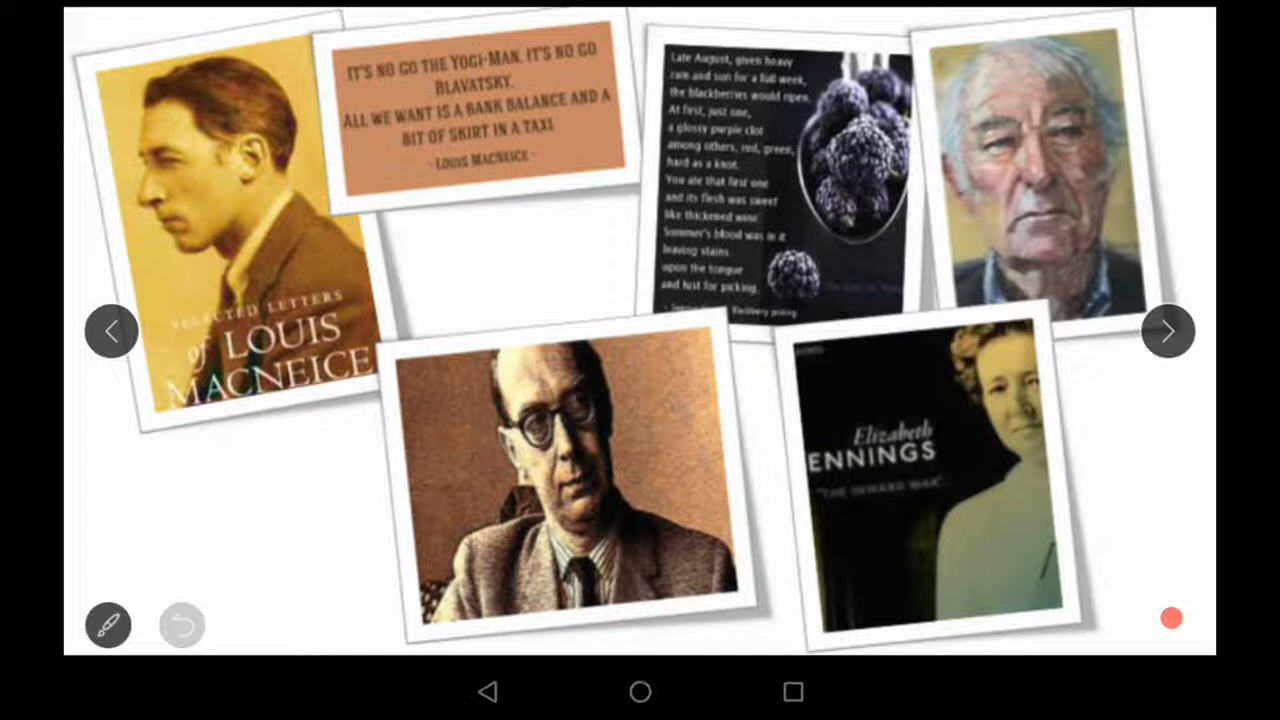 SELECTED LETTERS
of LOUIS
MACNEICE
IT'S NO GO THE YOGI-MAN, IT'S NO GO
BLAVATSKY,
ALL WE WANT IS A BANK BALANCE AND A
BIT OF SKIRT IN A TAXI
- LOUIS MACNEICE -
Late August, given heavy
rain and sun for a full week,
the blackberries would ripen.
At first, just one,
a glossy purple clot
among others, red, green,
hard as a knot.
You ate that first one
and its flesh was sweet
like thickened wine
Summer's blood was in it
leaving stains
upon the tongue
and lust for picking.
Blackberry picking
Elizabeth
ENNINGS
"THE INWARD WAR"